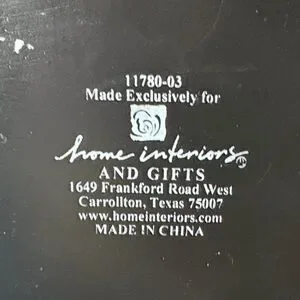 11780-03
Made Exclusively for
home interiors®
AND GIFTS
1649 Frankford Road West
Carrollton, Texas 75007
www.homeinteriors.com
MADE IN CHINA